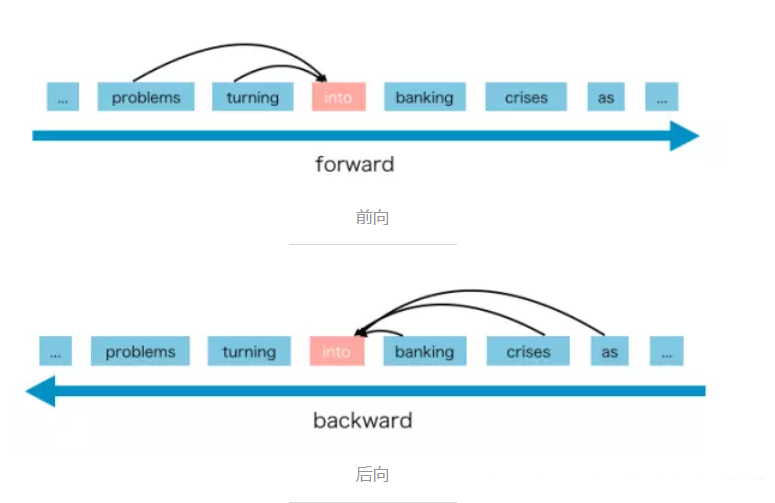 ... problems turning into banking crises as ...
forward
前向
... problems turning into banking crises as ...
backward
后向